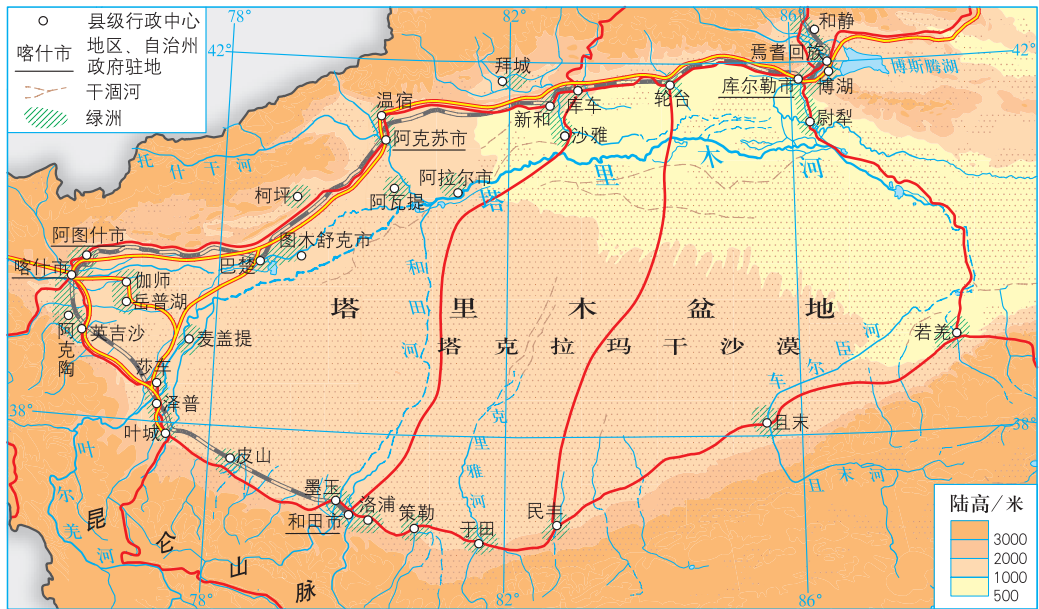 县级行政中心
喀什市 地区、自治州
政府驻地
干涸河
绿洲
78°
82°
86°
42°
42°
和静
焉耆回族
博斯腾湖
博湖
库尔勒市
尉犁
拜城
轮台
库车
新和
沙雅
温宿
阿克苏市
托什干河
柯坪
阿瓦提
阿拉尔市
塔里木河
图木舒克市
巴楚
阿图什市
喀什市
伽师
岳普湖
阿克陶
英吉沙
麦盖提
莎车
泽普
叶城
和田河
塔里木盆地
塔克拉玛干沙漠
克里雅河
车尔臣河
若羌
且末
且末河
38°
38°
皮山
墨玉
和田市
洛浦
策勒
于田
民丰
叶尔羌河
昆仑山脉
78°
82°
86°
陆高/米
3000
2000
1000
500